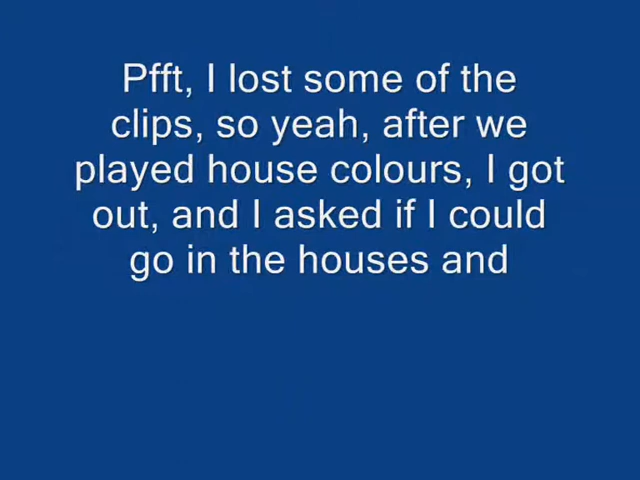 Pfft, I lost some of the
clips, so yeah, after we
played house colours, I got
out, and I asked if I could
go in the houses and